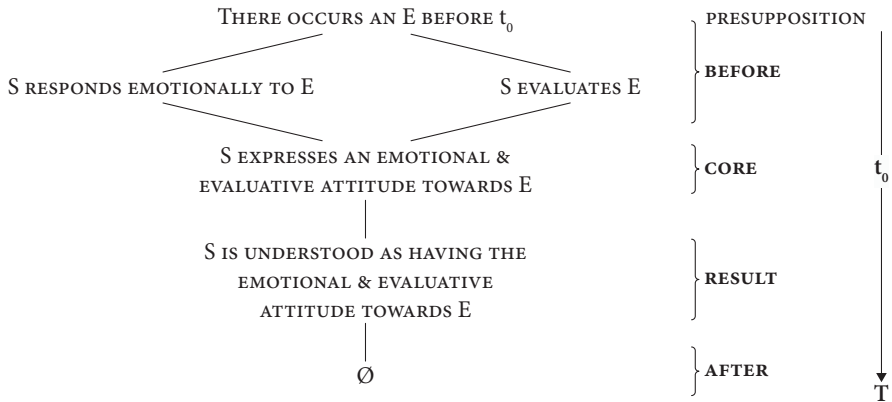 THERE OCCURS AN E BEFORE t₀
PRESUPPOSITION
S RESPONDS EMOTIONALLY TO E
S EVALUATES E
BEFORE
S EXPRESSES AN EMOTIONAL &
EVALUATIVE ATTITUDE TOWARDS E
CORE
t₀
S IS UNDERSTOOD AS HAVING THE
EMOTIONAL & EVALUATIVE
ATTITUDE TOWARDS E
RESULT
Ø
AFTER
T